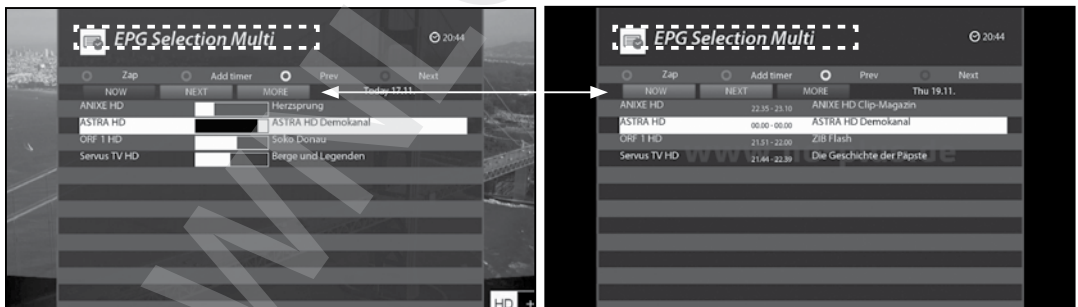 EPG Selection Multi
20:44
Zap Add timer Prev Next
NOW NEXT MORE Today 17.11.
ANIXE HD Herzsprung
ASTRA HD ASTRA HD Demokanal
ORF 1 HD Soko Donau
Servus TV HD Berge und Legenden
HD +
EPG Selection Multi
20:44
Zap Add timer Prev Next
NOW NEXT MORE Thu 19.11.
ANIXE HD 22.35 - 23.10 ANIXE HD Clip-Magazin
ASTRA HD 00.00 - 00.00 ASTRA HD Demokanal
ORF 1 HD 21.51 - 22.00 ZIB Flash
Servus TV HD 21.44 - 22.39 Die Geschichte der Päpste